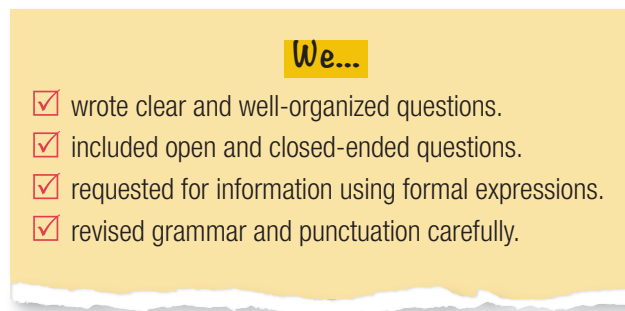 We...
wrote clear and well-organized questions.
included open and closed-ended questions.
requested for information using formal expressions.
revised grammar and punctuation carefully.